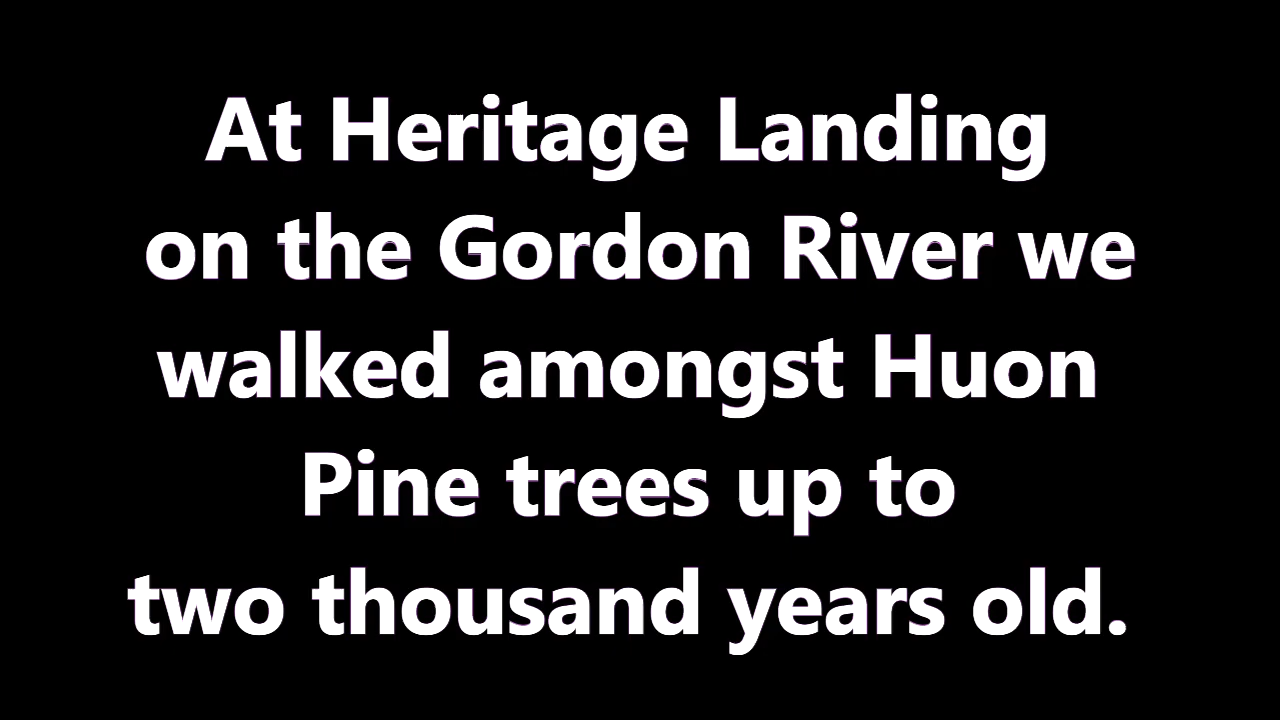 At Heritage Landing
on the Gordon River we
walked amongst Huon
Pine trees up to
two thousand years old.